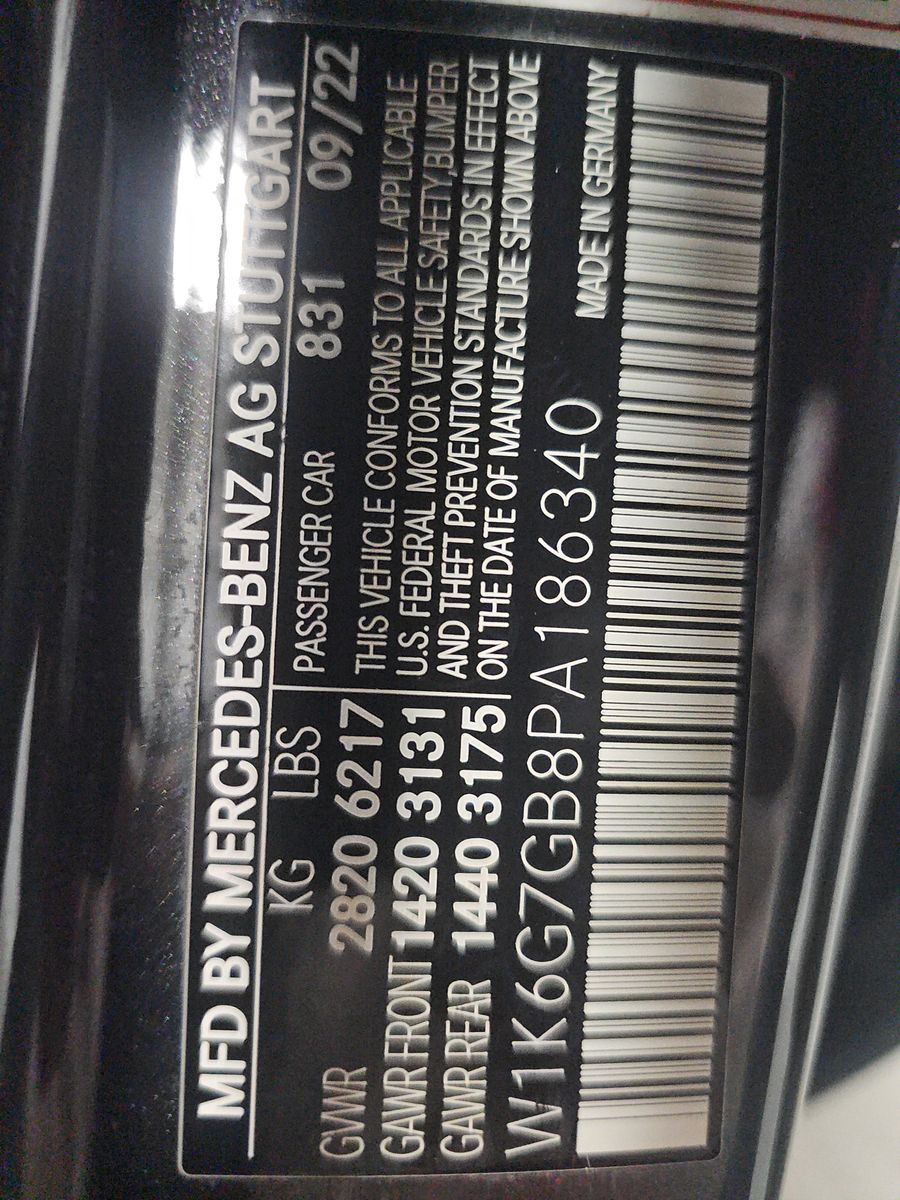 MFD BY MERCEDES-BENZ AG STUTTGART
KG LBS
GVWR 2820 6217
GAWR FRONT 1420 3131
GAWR REAR 1440 3175
PASSENGER CAR 831 09/22
THIS VEHICLE CONFORMS TO ALL APPLICABLE
U.S. FEDERAL MOTOR VEHICLE SAFETY,BUMPER
AND THEFT PREVENTION STANDARDS IN EFFECT
ON THE DATE OF MANUFACTURE SHOWN ABOVE
W1K6G7GB8PA186340
MADE IN GERMANY